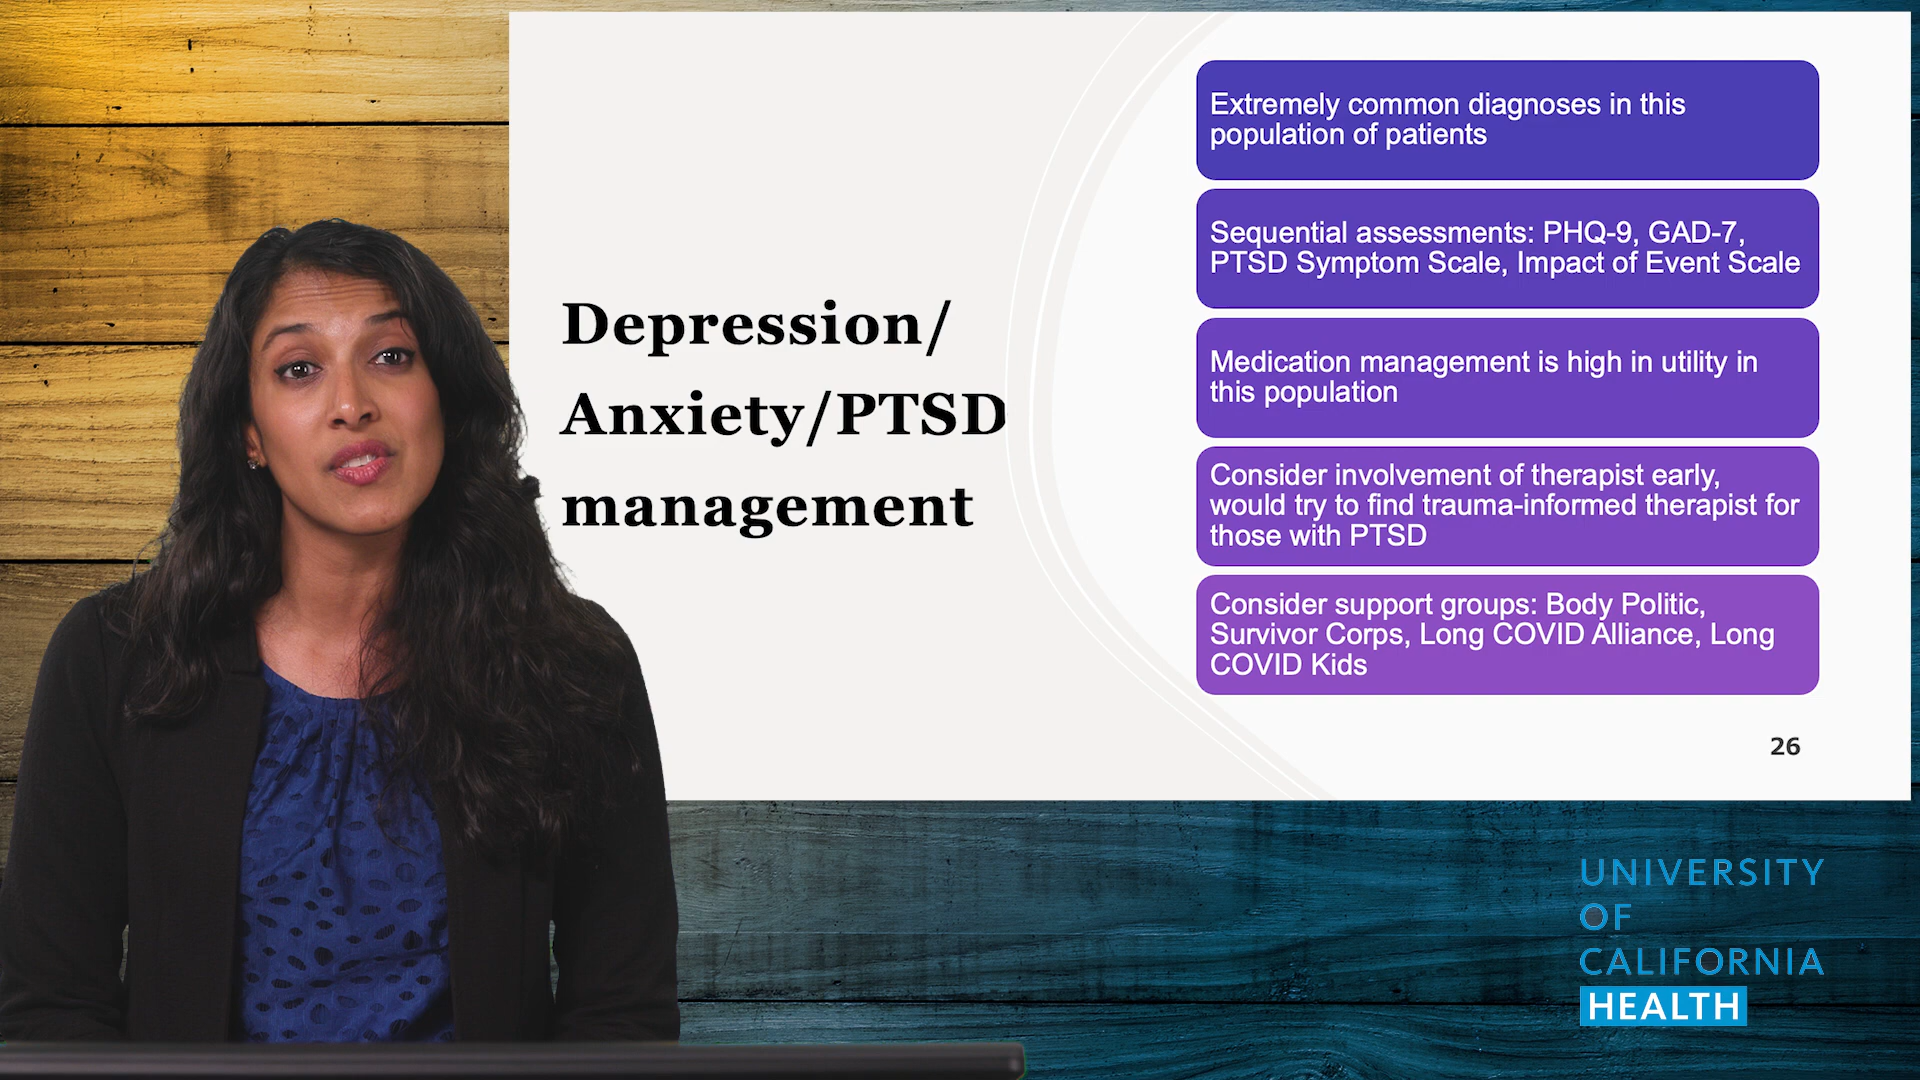 Depression/
Anxiety/PTSD
management
Extremely common diagnoses in this
population of patients
Sequential assessments: PHQ-9, GAD-7,
PTSD Symptom Scale, Impact of Event Scale
Medication management is high in utility in
this population
Consider involvement of therapist early,
would try to find trauma-informed therapist for
those with PTSD
Consider support groups: Body Politic,
Survivor Corps, Long COVID Alliance, Long
COVID Kids
26
UNIVERSITY
OF
CALIFORNIA
HEALTH